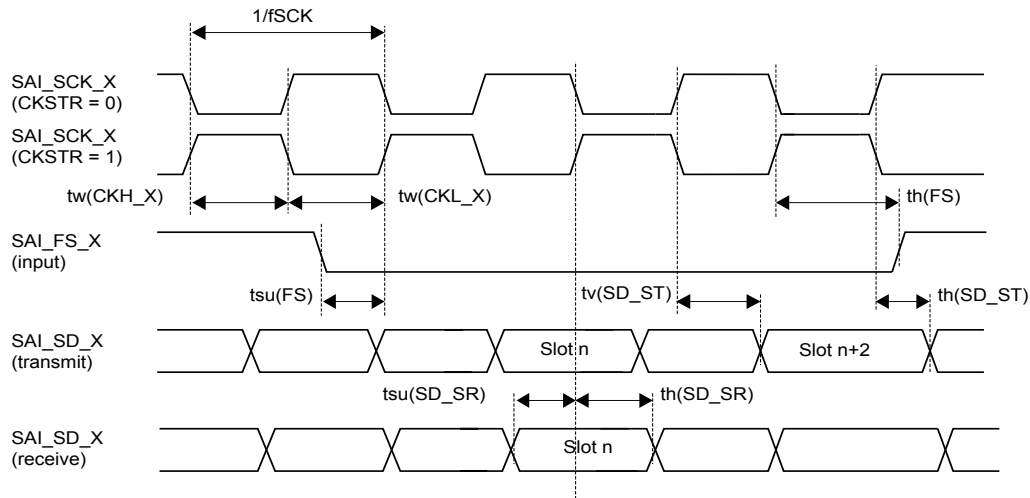 1/fSCK
SAI_SCK_X
(CKSTR = 0)
SAI_SCK_X
(CKSTR = 1)
tw(CKH_X)
tw(CKL_X)
th(FS)
SAI_FS_X
(input)
tsu(FS)
tv(SD_ST)
th(SD_ST)
SAI_SD_X
(transmit)
Slot n
Slot n+2
tsu(SD_SR)
th(SD_SR)
SAI_SD_X
(receive)
Slot n